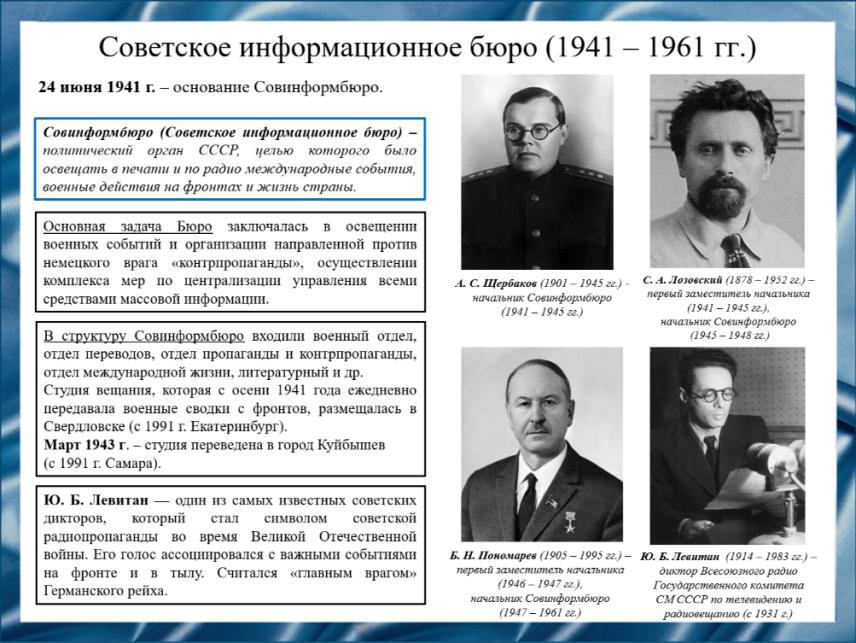 Советское информационное бюро (1941 – 1961 гг.)
24 июня 1941 г. – основание Совинформбюро.
Совинформбюро (Советское информационное бюро) –
политический орган СССР, целью которого было
освещать в печати и по радио международные события,
военные действия на фронтах и жизнь страны.
Основная задача Бюро заключалась в освещении
военных событий и организации направленной против
немецкого врага «контрпропаганды», осуществлении
комплекса мер по централизации управления всеми
средствами массовой информации.
В структуру Совинформбюро входили военный отдел,
отдел переводов, отдел пропаганды и контрпропаганды,
отдел международной жизни, литературный и др.
Студия вещания, которая с осени 1941 года ежедневно
передавала военные сводки с фронтов, размещалась в
Свердловске (с 1991 г. Екатеринбург).
Март 1943 г. – студия переведена в город Куйбышев
(с 1991 г. Самара).
Ю. Б. Левитан — один из самых известных советских
дикторов, который стал символом советской
радиопропаганды во время Великой Отечественной
войны. Его голос ассоциировался с важными событиями
на фронте и в тылу. Считался «главным врагом»
Германского рейха.
А. С. Щербаков (1901 – 1945 гг.) -
начальник Совинформбюро
(1941 – 1945 гг.)
С. А. Лозовский (1878 – 1952 гг.) –
первый заместитель начальника
(1941 – 1945 гг.),
начальник Совинформбюро
(1945 – 1948 гг.)
Б. Н. Пономарев (1905 – 1995 гг.) –
первый заместитель начальника
(1946 – 1947 гг.),
начальник Совинформбюро
(1947 – 1961 гг.)
Ю. Б. Левитан (1914 – 1983 гг.) –
диктор Всесоюзного радио
Государственного комитета
СМ СССР по телевидению и
радиовещанию (с 1931 г.)